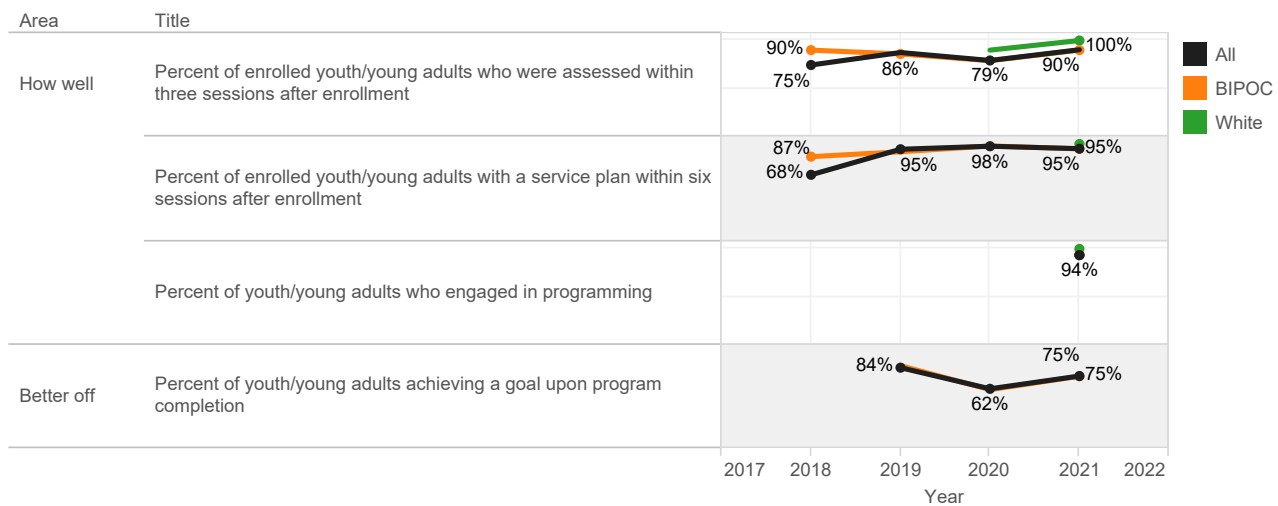 Area Title
How well
Percent of enrolled youth/young adults who were assessed within
three sessions after enrollment
90%
75%
86%
79%
90%
100%
All
BIPOC
White
Percent of enrolled youth/young adults with a service plan within six
sessions after enrollment
87%
68%
95%
98%
95%
95%
Percent of youth/young adults who engaged in programming
94%
Better off
Percent of youth/young adults achieving a goal upon program
completion
84%
62%
75%
75%
2017 2018 2019 2020 2021 2022
Year